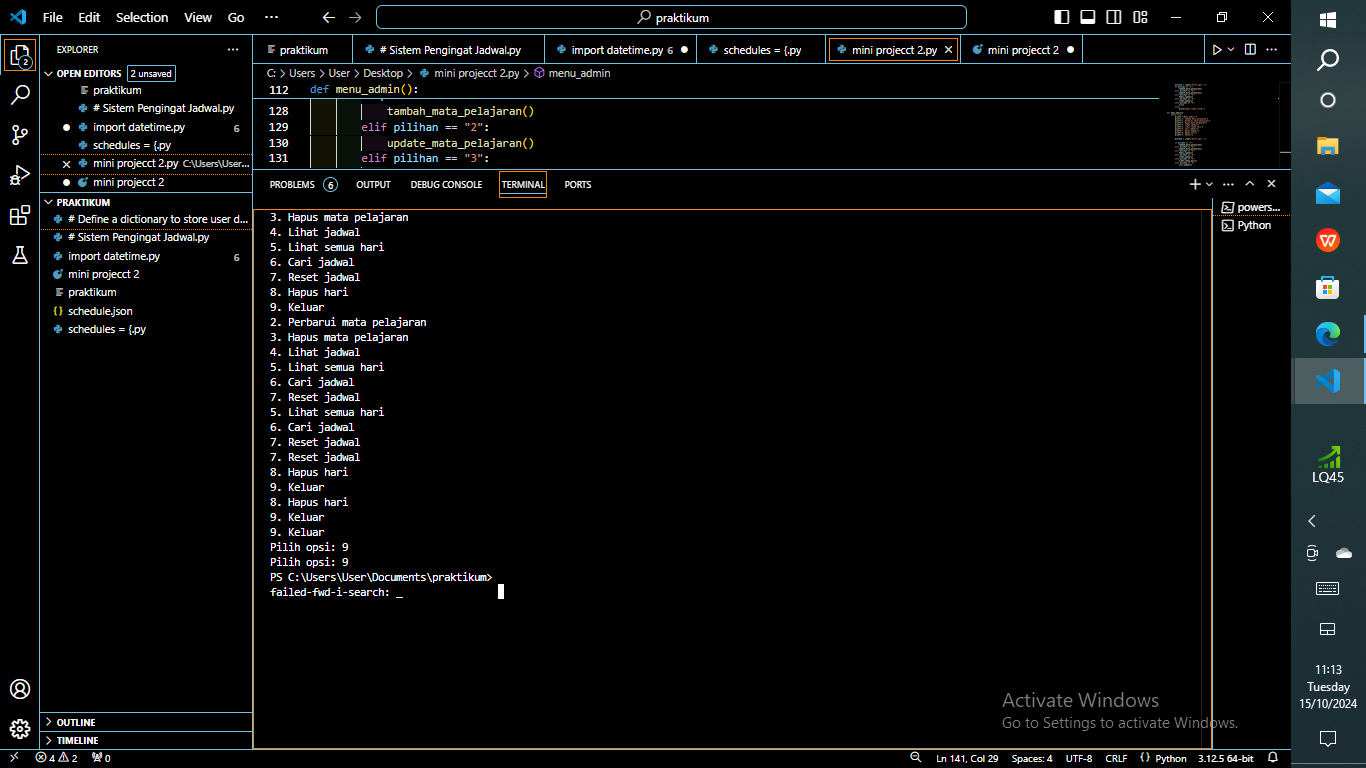 File Edit Selection View Go ··· praktikum
EXPLORER ···
OPEN EDITORS 2 unsaved
praktikum
# Sistem Pengingat Jadwal.py
import datetime.py 6
schedules = {.py
mini projecct 2.py C:\Users\User...
mini projecct 2
PRAKTIKUM
# Define a dictionary to store user d...
# Sistem Pengingat Jadwal.py
import datetime.py 6
mini projecct 2
praktikum
schedule.json
schedules = {.py
OUTLINE
TIMELINE
praktikum # Sistem Pengingat Jadwal.py import datetime.py 6 schedules = {.py mini projecct 2.py mini projecct 2
C: > Users > User > Desktop > mini projecct 2.py > menu_admin
112 def menu_admin():
128 tambah_mata_pelajaran()
129 elif pilihan == "2":
130 update_mata_pelajaran()
131 elif pilihan == "3":
PROBLEMS 6 OUTPUT DEBUG CONSOLE TERMINAL PORTS
3. Hapus mata pelajaran
4. Lihat jadwal
5. Lihat semua hari
6. Cari jadwal
7. Reset jadwal
8. Hapus hari
9. Keluar
2. Perbarui mata pelajaran
3. Hapus mata pelajaran
4. Lihat jadwal
5. Lihat semua hari
6. Cari jadwal
7. Reset jadwal
5. Lihat semua hari
6. Cari jadwal
7. Reset jadwal
7. Reset jadwal
8. Hapus hari
9. Keluar
8. Hapus hari
9. Keluar
9. Keluar
Pilih opsi: 9
Pilih opsi: 9
PS C:\Users\User\Documents\praktikum>
failed-fwd-i-search: _
powers...
Python
Activate Windows
Go to Settings to activate Windows.
4 2 0 Ln 141, Col 29 Spaces: 4 UTF-8 CRLF {} Python 3.12.5 64-bit
2
LQ45
11:13
Tuesday
15/10/2024